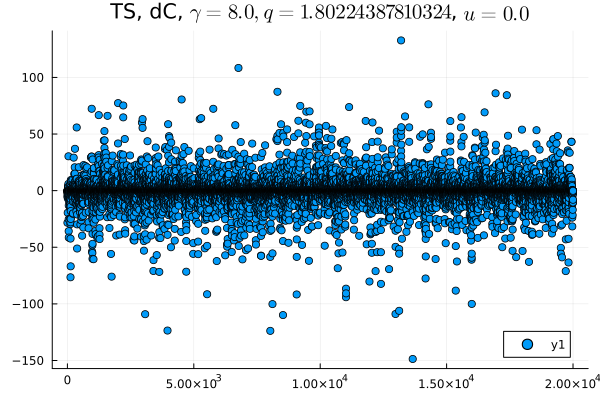 TS, dC, γ = 8.0, q = 1.80224387810324, u = 0.0
100
50
0
−50
−100
−150
0 5.00×10³ 1.00×10⁴ 1.50×10⁴ 2.00×10⁴
y1